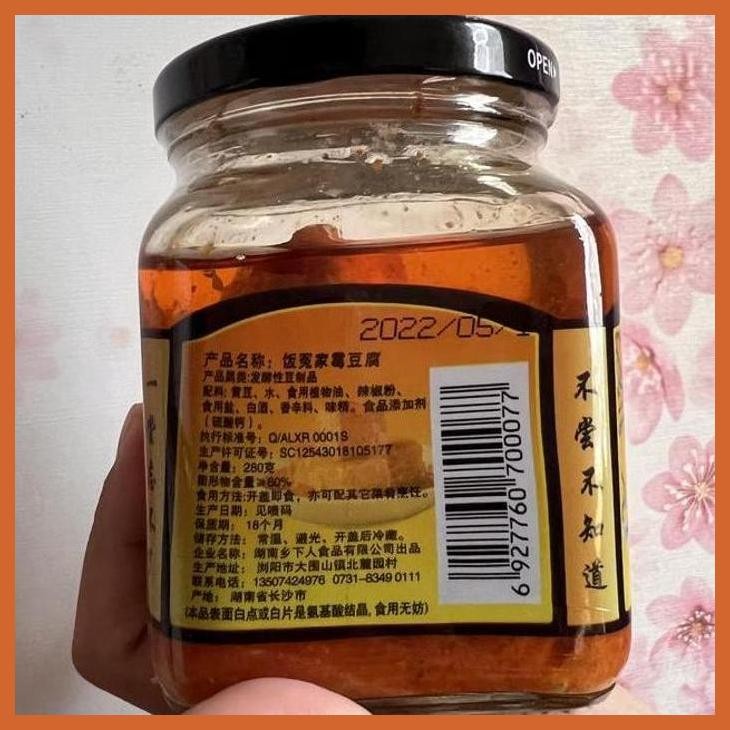 OPEN
2022/05/1
产品名称：饭冤家霉豆腐
产品属类:发酵性豆制品
配料: 黄豆、水、食用植物油、辣椒粉、
食用盐、白酒、香辛料、味精。食品添加剂
（硫酸钙）。
执行标准号：Q/ALXR 0001S
生产许可证号：SC12543018105177
净含量：280克
固形物含量≥60%
食用方法:开盖即食，亦可配其它菜肴烹饪。
生产日期：见喷码
保质期：18个月
储存方法：常温、避光、开盖后冷藏。
企业名称：湖南乡下人食品有限公司出品
生产地址：浏阳市大围山镇北麓园村
联系电话：13507424976 0731-8349 0111
产地：湖南省长沙市
(本品表面白点或白片是氨基酸结晶, 食用无妨)
6 927760 700077
不尝不知道
一